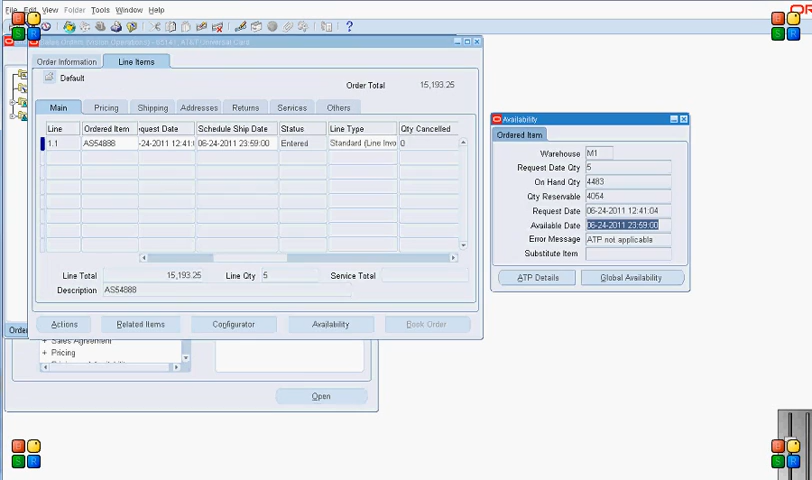 File Edit View Folder Tools Window Help
Order Information Line Items
Default
Order Total 15,193.25
Main Pricing Shipping Addresses Returns Services Others
Line Ordered Item quest Date Schedule Ship Date Status Line Type Qty Cancelled
1.1 AS54888 -24-2011 12:41: 06-24-2011 23:59:00 Entered Standard (Line Invo 0
Line Total 15,193.25 Line Qty 5 Service Total
Description AS54888
Actions Related Items Configurator Availability Book Order
Sales Agreement
+ Pricing
Open
Availability
Ordered Item
Warehouse M1
Request Date Qty 5
On Hand Qty 4483
Qty Reservable 4054
Request Date 06-24-2011 12:41:04
Available Date 06-24-2011 23:59:00
Error Message ATP not applicable
Substitute Item
ATP Details Global Availability